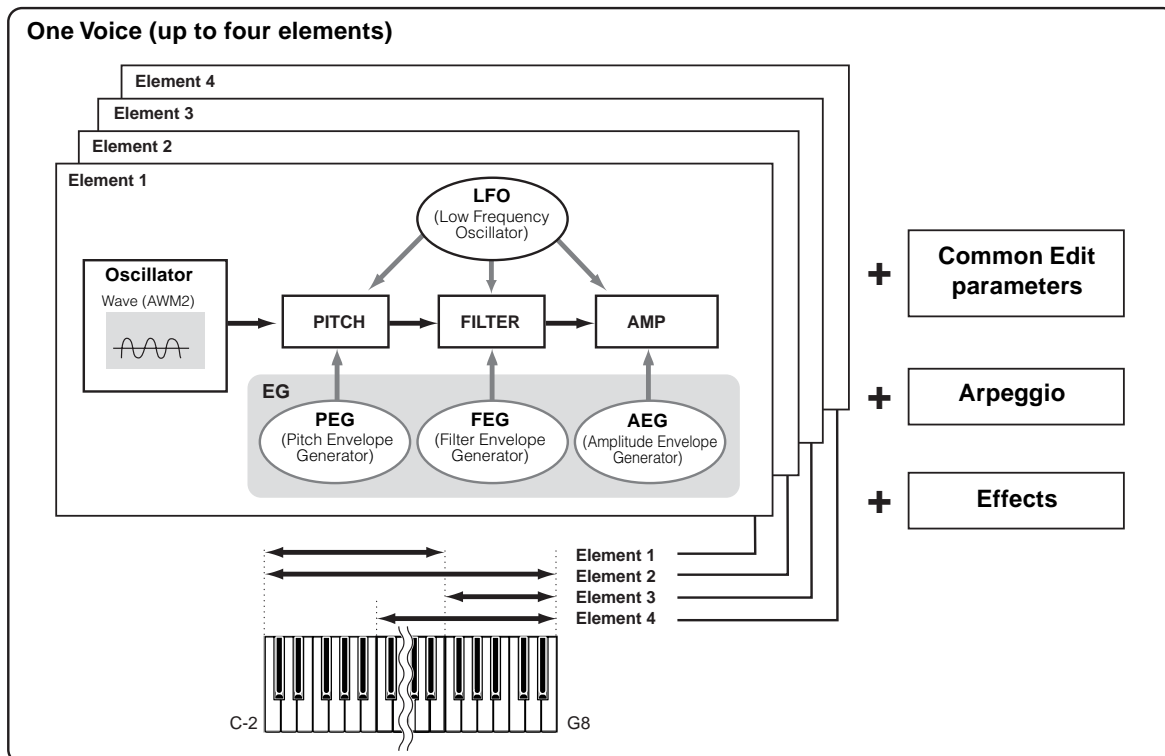 One Voice (up to four elements)
Element 4
Element 3
Element 2
Element 1
LFO
(Low Frequency
Oscillator)
Oscillator
Wave (AWM2)
PITCH
FILTER
AMP
EG
PEG
(Pitch Envelope
Generator)
FEG
(Filter Envelope
Generator)
AEG
(Amplitude Envelope
Generator)
+
Common Edit
parameters
+
Arpeggio
+
Effects
Element 1
Element 2
Element 3
Element 4
C-2
G8